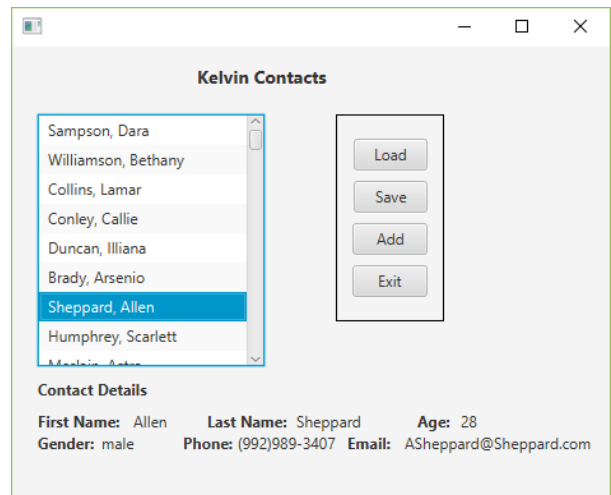 Kelvin Contacts
Sampson, Dara
Williamson, Bethany
Collins, Lamar
Conley, Callie
Duncan, Illiana
Brady, Arsenio
Sheppard, Allen
Humphrey, Scarlett
Load
Save
Add
Exit
Contact Details
First Name: Allen Last Name: Sheppard Age: 28
Gender: male Phone: (992)989-3407 Email: ASheppard@Sheppard.com